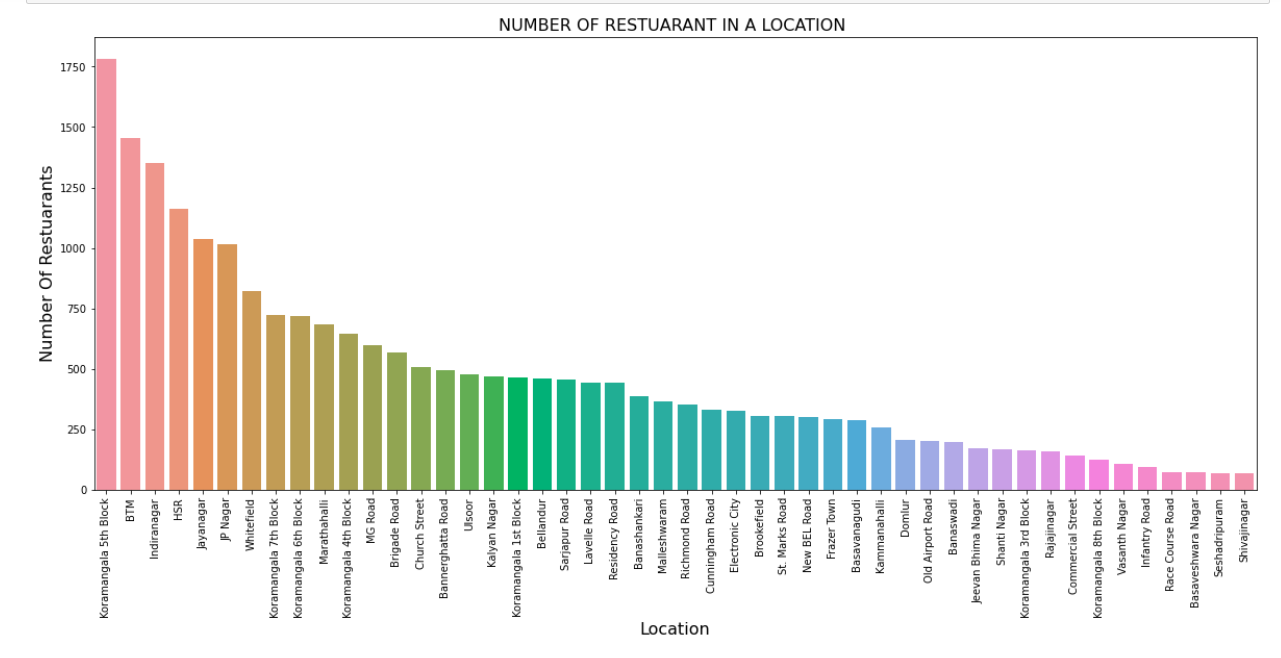 NUMBER OF RESTUARANT IN A LOCATION
Number Of Restuarants
1750
1500
1250
1000
750
500
250
0
Koramangala 5th Block
BTM
Indiranagar
HSR
Jayanagar
JP Nagar
Whitefield
Koramangala 7th Block
Koramangala 6th Block
Marathahalli
Koramangala 4th Block
MG Road
Brigade Road
Church Street
Bannerghatta Road
Ulsoor
Kalyan Nagar
Koramangala 1st Block
Bellandur
Sarjapur Road
Lavelle Road
Residency Road
Banashankari
Malleshwaram
Richmond Road
Cunningham Road
Electronic City
Brookefield
St. Marks Road
New BEL Road
Frazer Town
Basavanagudi
Kammanahalli
Domlur
Old Airport Road
Banaswadi
Jeevan Bhima Nagar
Shanti Nagar
Koramangala 3rd Block
Rajajinagar
Commercial Street
Koramangala 8th Block
Vasanth Nagar
Infantry Road
Race Course Road
Basaveshwara Nagar
Seshadripuram
Shivajinagar
Location